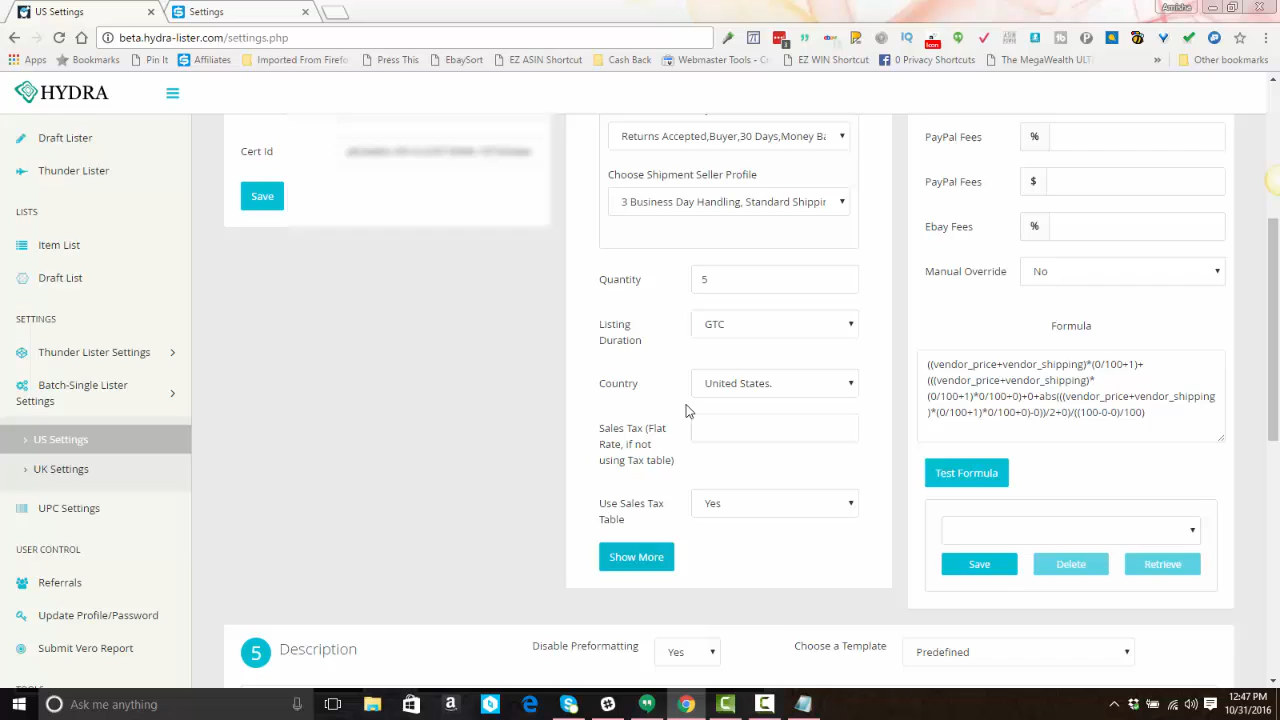 US Settings
Settings
Amisha
beta.hydra-lister.com/settings.php
Apps
Bookmarks
Pin It
Affiliates
Imported From Firefo
Press This
EbaySort
EZ ASIN Shortcut
Cash Back
Webmaster Tools - C
EZ WIN Shortcut
0 Privacy Shortcuts
The MegaWealth ULTI
Other bookmarks
HYDRA
Draft Lister
Thunder Lister
LISTS
Item List
Draft List
SETTINGS
Thunder Lister Settings
Batch-Single Lister
Settings
US Settings
UK Settings
UPC Settings
USER CONTROL
Referrals
Update Profile/Password
Submit Vero Report
Cert Id
Save
Returns Accepted,Buyer,30 Days,Money Ba
Choose Shipment Seller Profile
3 Business Day Handling, Standard Shippin
Quantity
5
Listing
Duration
GTC
Country
United States.
Sales Tax (Flat
Rate, if not
using Tax table)
Use Sales Tax
Table
Yes
Show More
PayPal Fees
%
PayPal Fees
$
Ebay Fees
%
Manual Override
No
Formula
((vendor_price+vendor_shipping)*(0/100+1)+
(((vendor_price+vendor_shipping)*
(0/100+1)*0/100+0)+0+abs(((vendor_price+vendor_shipping
)*(0/100+1)*0/100+0)-0))/2+0)/((100-0-0)/100)
Test Formula
Save
Delete
Retrieve
5
Description
Disable Preformatting
Yes
Choose a Template
Predefined
Ask me anything
12:47 PM
10/31/2016